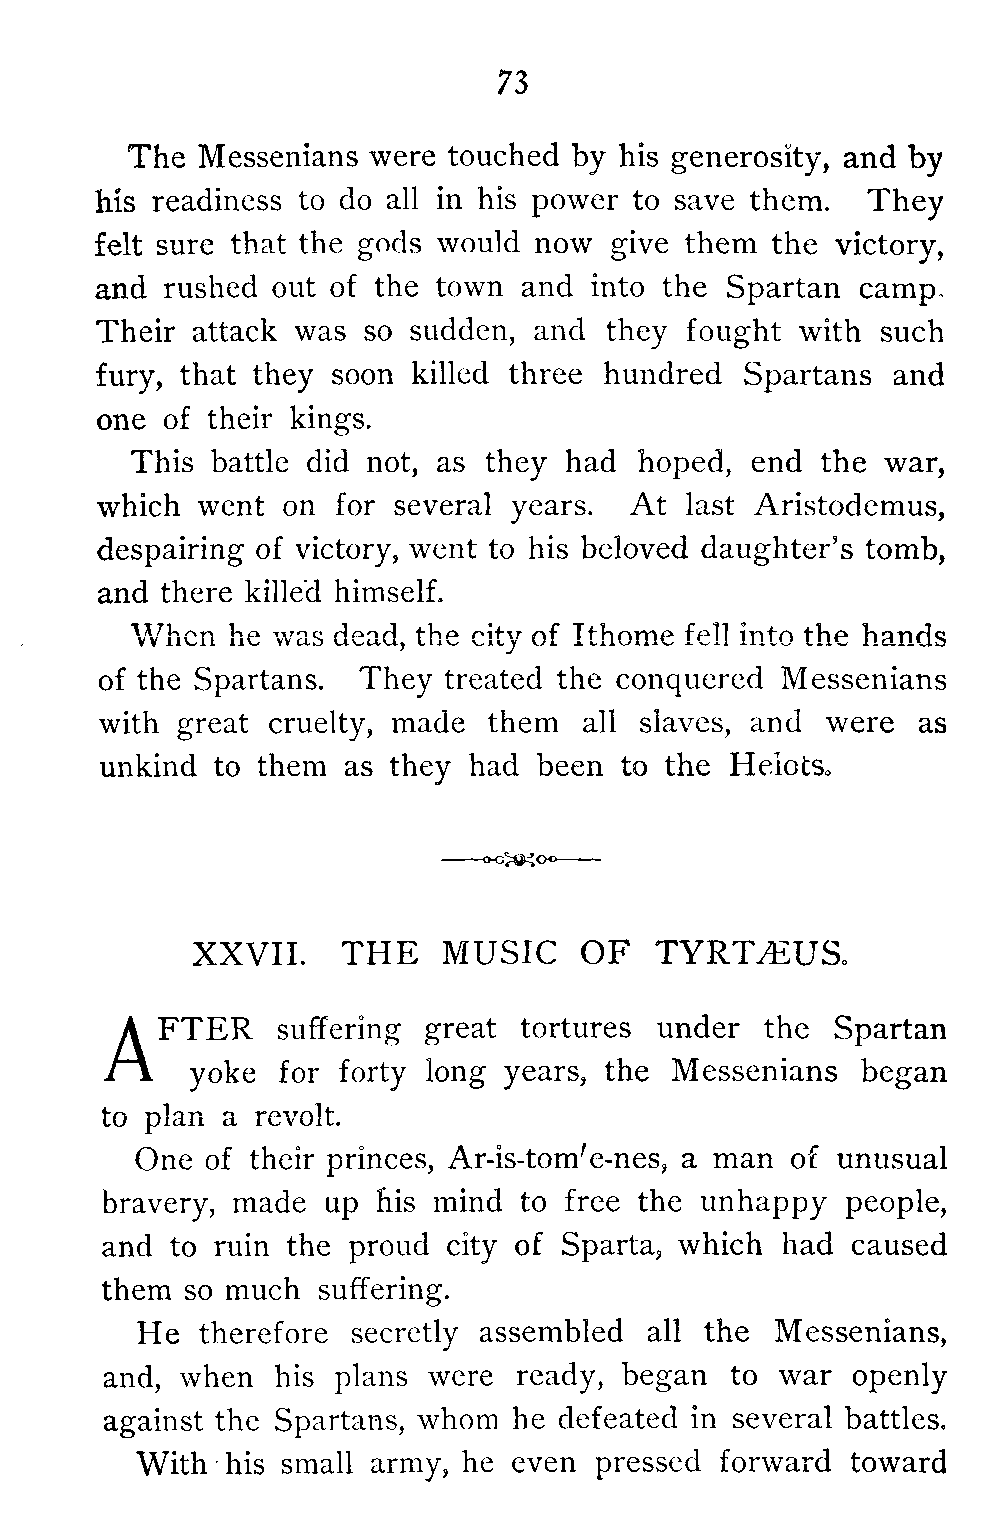 73
The Messenians were touched by his generosity, and by
his readiness to do all in his power to save them. They
felt sure that the gods would now give them the victory,
and rushed out of the town and into the Spartan camp.
Their attack was so sudden, and they fought with such
fury, that they soon killed three hundred Spartans and
one of their kings.
This battle did not, as they had hoped, end the war,
which went on for several years. At last Aristodemus,
despairing of victory, went to his beloved daughter's tomb,
and there killed himself.
When he was dead, the city of Ithome fell into the hands
of the Spartans. They treated the conquered Messenians
with great cruelty, made them all slaves, and were as
unkind to them as they had been to the Helots.
XXVII. THE MUSIC OF TYRTÆUS.
AFTER suffering great tortures under the Spartan
yoke for forty long years, the Messenians began
to plan a revolt.
One of their princes, Ar-is-tom′e-nes, a man of unusual
bravery, made up his mind to free the unhappy people,
and to ruin the proud city of Sparta, which had caused
them so much suffering.
He therefore secretly assembled all the Messenians,
and, when his plans were ready, began to war openly
against the Spartans, whom he defeated in several battles.
With his small army, he even pressed forward toward